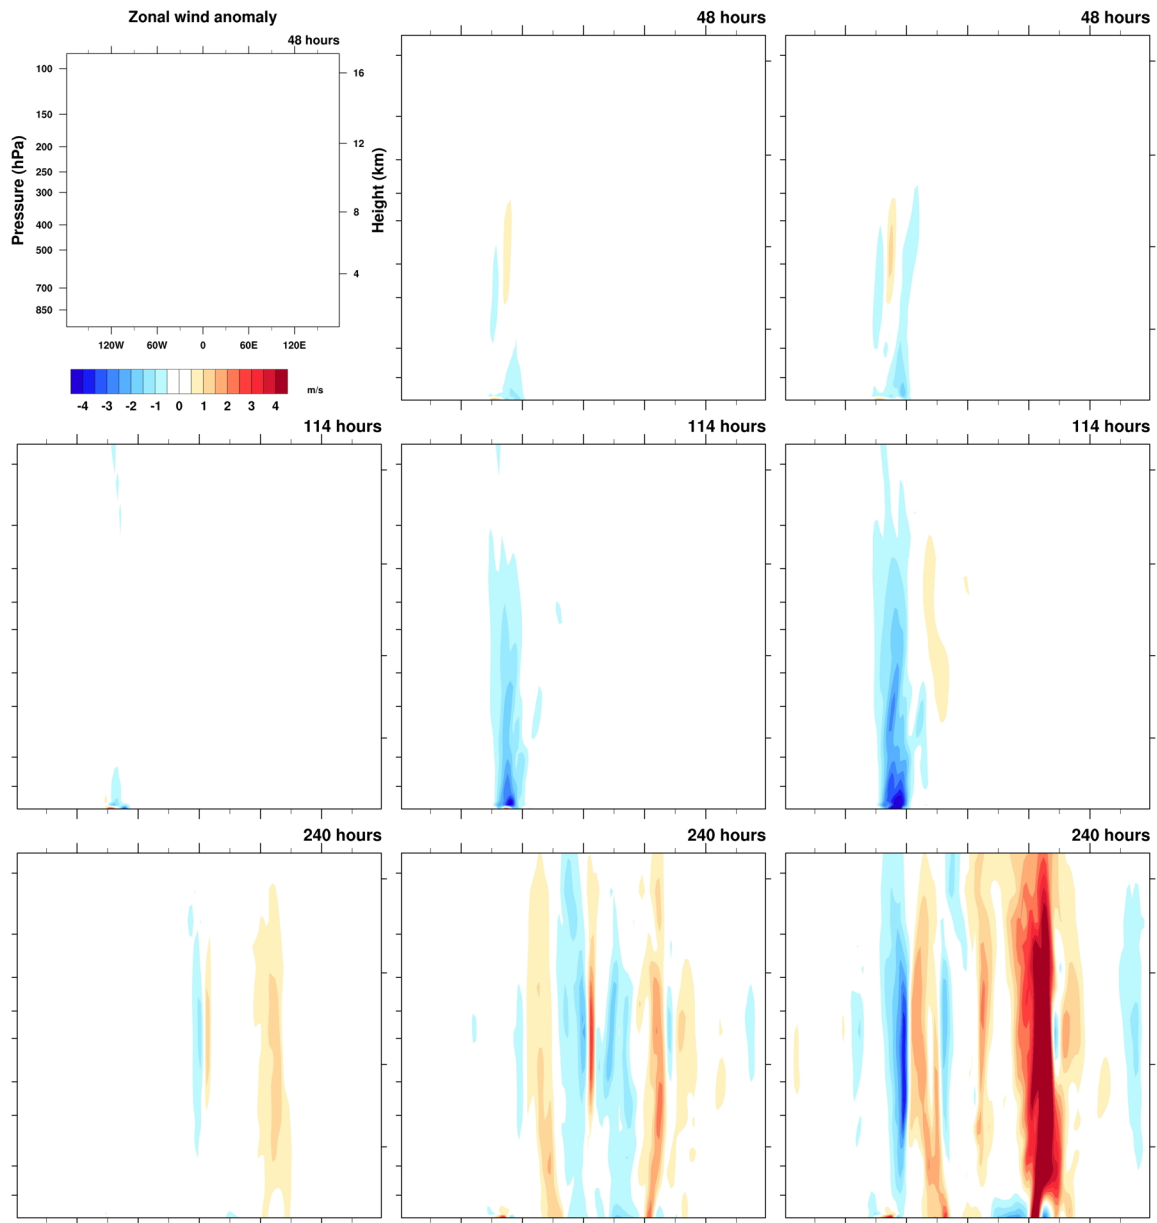 Zonal wind anomaly
48 hours
48 hours
48 hours
100
150
200
250
300
400
500
700
850
Pressure (hPa)
16
12
8
4
Height (km)
120W 60W 0 60E 120E
-4 -3 -2 -1 0 1 2 3 4
m/s
114 hours
114 hours
114 hours
240 hours
240 hours
240 hours